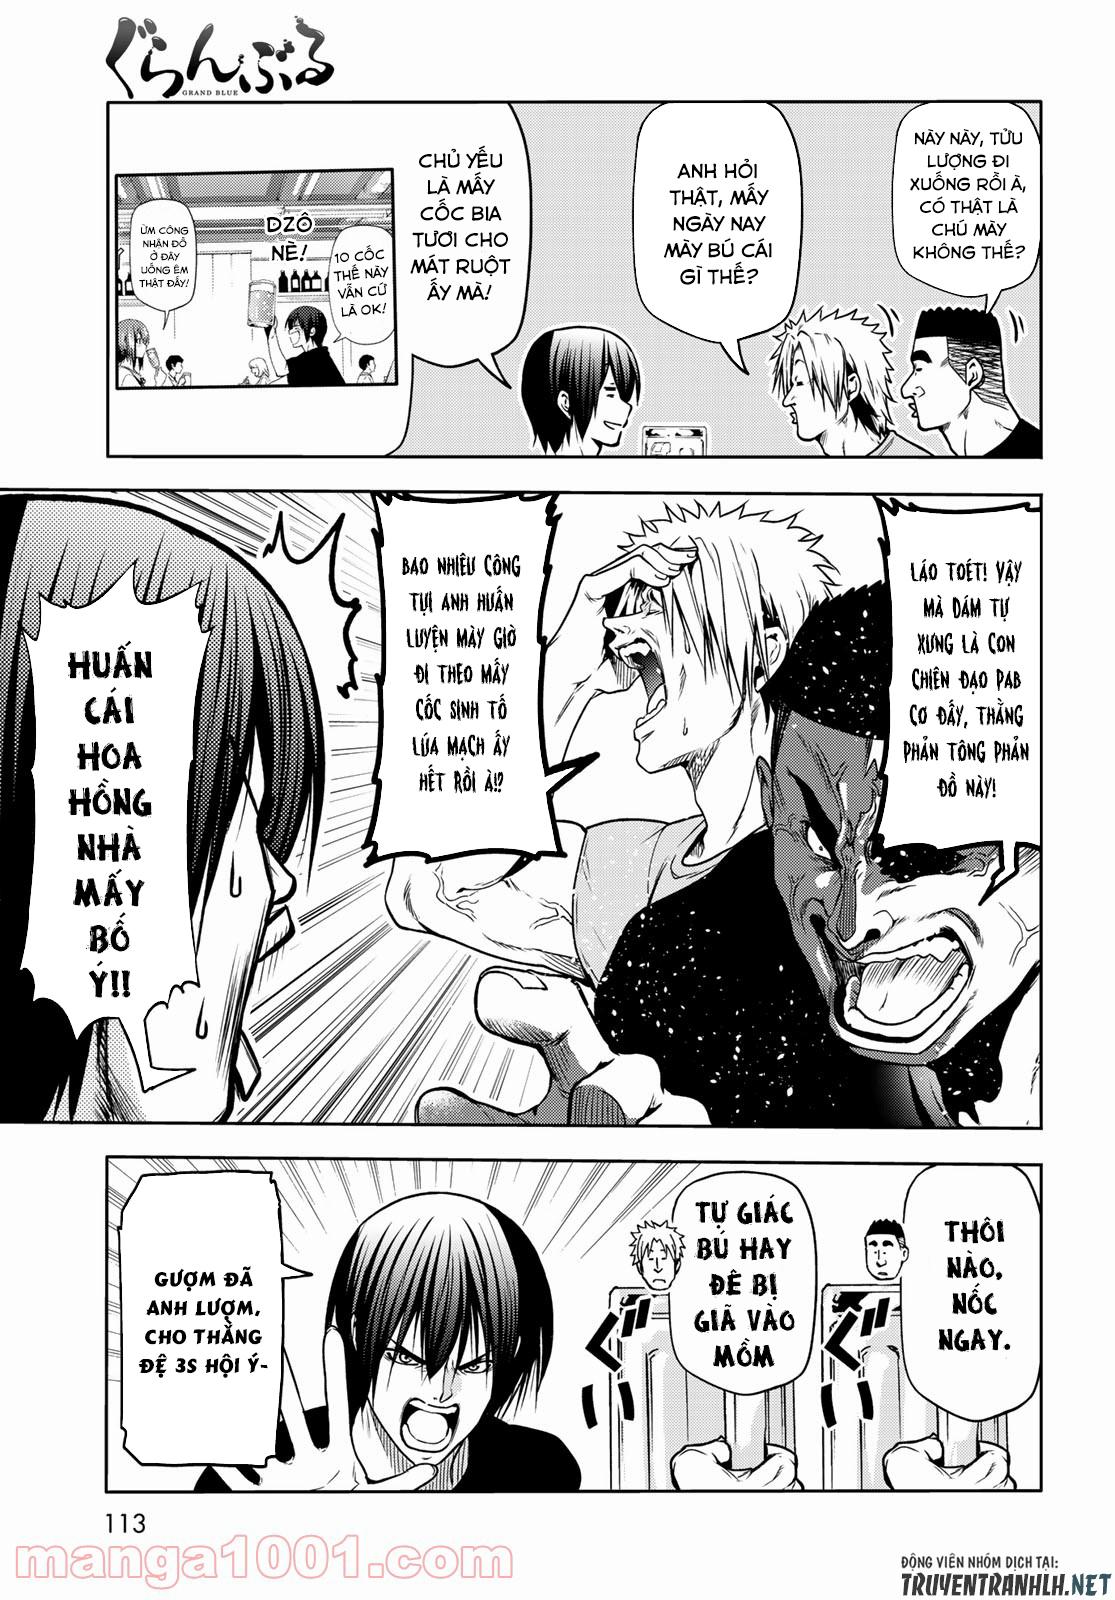 ぐらんぶる
GRAND BLUE
NÀY NÀY, TỬU
LƯỢNG ĐI
XUỐNG RỒI À,
CÓ THẬT LÀ
CHÚ MÀY
KHÔNG THẾ?
ANH HỎI
THẬT, MẤY
NGÀY NAY
MÀY BÚ CÁI
GÌ THẾ?
CHỦ YẾU
LÀ MẤY
CỐC BIA
TƯƠI CHO
MÁT RUỘT
ẤY MÀ!
10 CỐC
THẾ NÀY
VẪN CỨ
LÀ OK!
DZÔ
NÈ!
ỪM CÔNG
NHẬN ĐỒ
Ở ĐÂY
UỐNG ÊM
THẬT ĐẤY!
LÁO TOÉT! VẬY
MÀ DÁM TỰ
XƯNG LÀ CON
CHIÊN ĐẠO PAB
CƠ ĐẤY, THẰNG
PHẢN TÔNG PHẢN
ĐỒ NÀY!
BAO NHIÊU CÔNG
TỤI ANH HUẤN
LUYỆN MÀY GIỜ
ĐI THEO MẤY
CỐC SINH TỐ
LÚA MẠCH ẤY
HẾT RỒI À!?
HUẤN
CÁI
HOA
HỒNG
NHÀ
MẤY
BỐ
Ý!!
THÔI
NÀO,
NỐC
NGAY.
TỰ GIÁC
BÚ HAY
ĐỂ BỊ
GIÃ VÀO
MỒM
GƯỢM ĐÃ
ANH LƯỢM,
CHO THẰNG
ĐỆ 3S HỘI Ý-
113
manga1001.com
ĐỘNG VIÊN NHÓM DỊCH TẠI:
TRUYENTRANHLH.NET